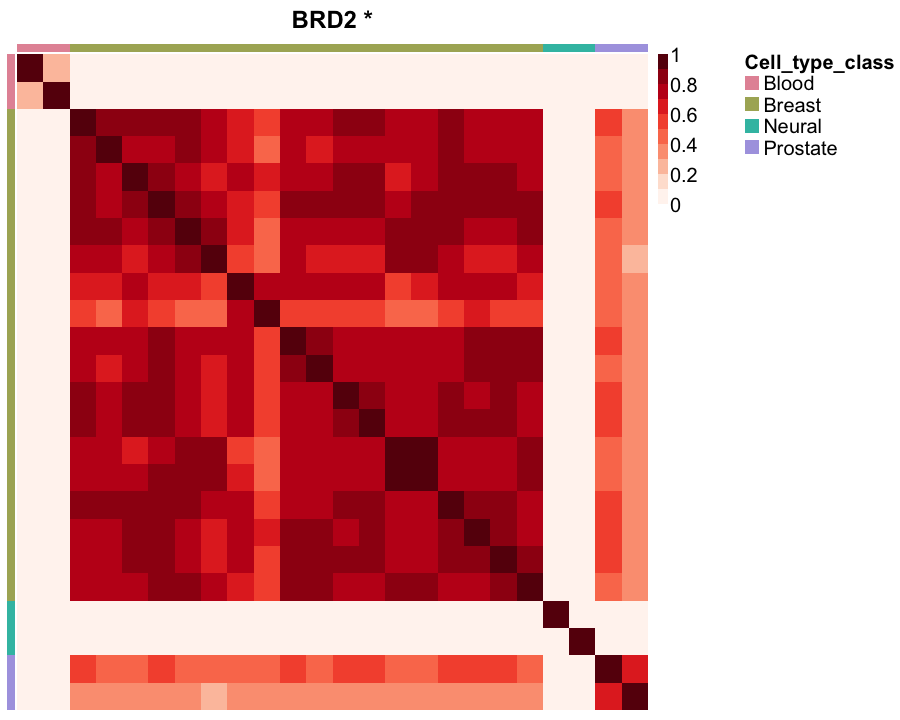 BRD2 *
1
0.8
0.6
0.4
0.2
0
Cell_type_class
Blood
Breast
Neural
Prostate